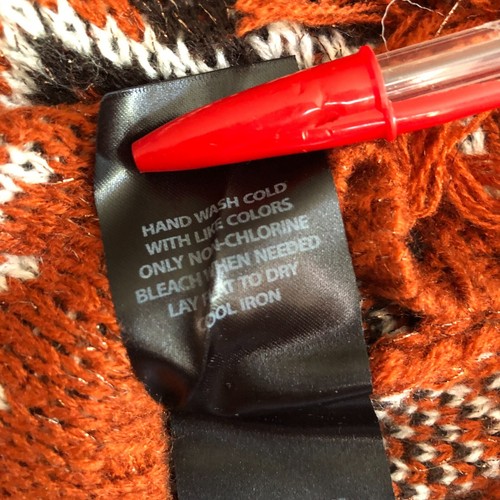 HAND WASH COLD
WITH LIKE COLORS
ONLY NON-CHLORINE
BLEACH WHEN NEEDED
LAY FLAT TO DRY
COOL IRON